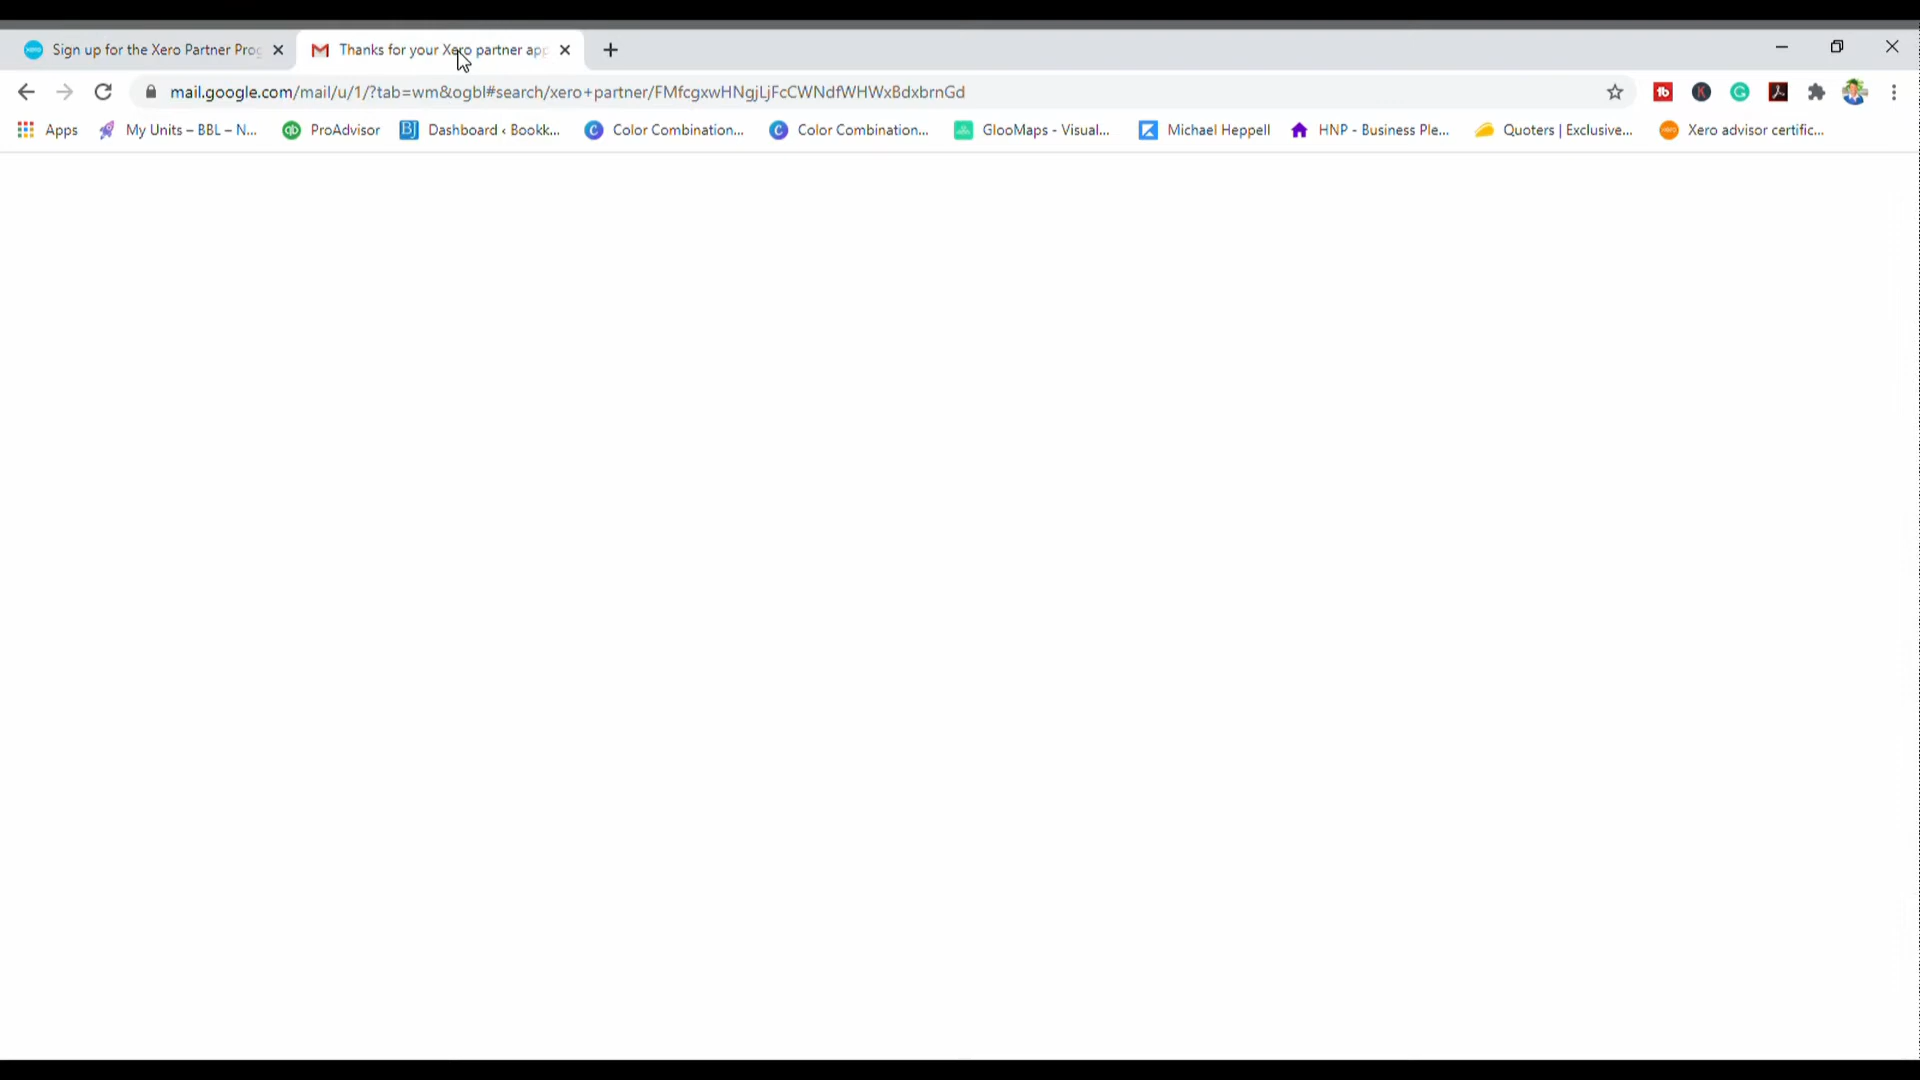 Sign up for the Xero Partner Prog
Thanks for your Xero partner app
mail.google.com/mail/u/1/?tab=wm&ogbl#search/xero+partner/FMfcgxwHNgjLjFcCWNdfWHWxBdxbrnGd
Apps
My Units – BBL – N...
ProAdvisor
Dashboard ‹ Bookk...
Color Combination...
Color Combination...
GlooMaps - Visual...
Michael Heppell
HNP - Business Ple...
Quoters | Exclusive...
Xero advisor certific...